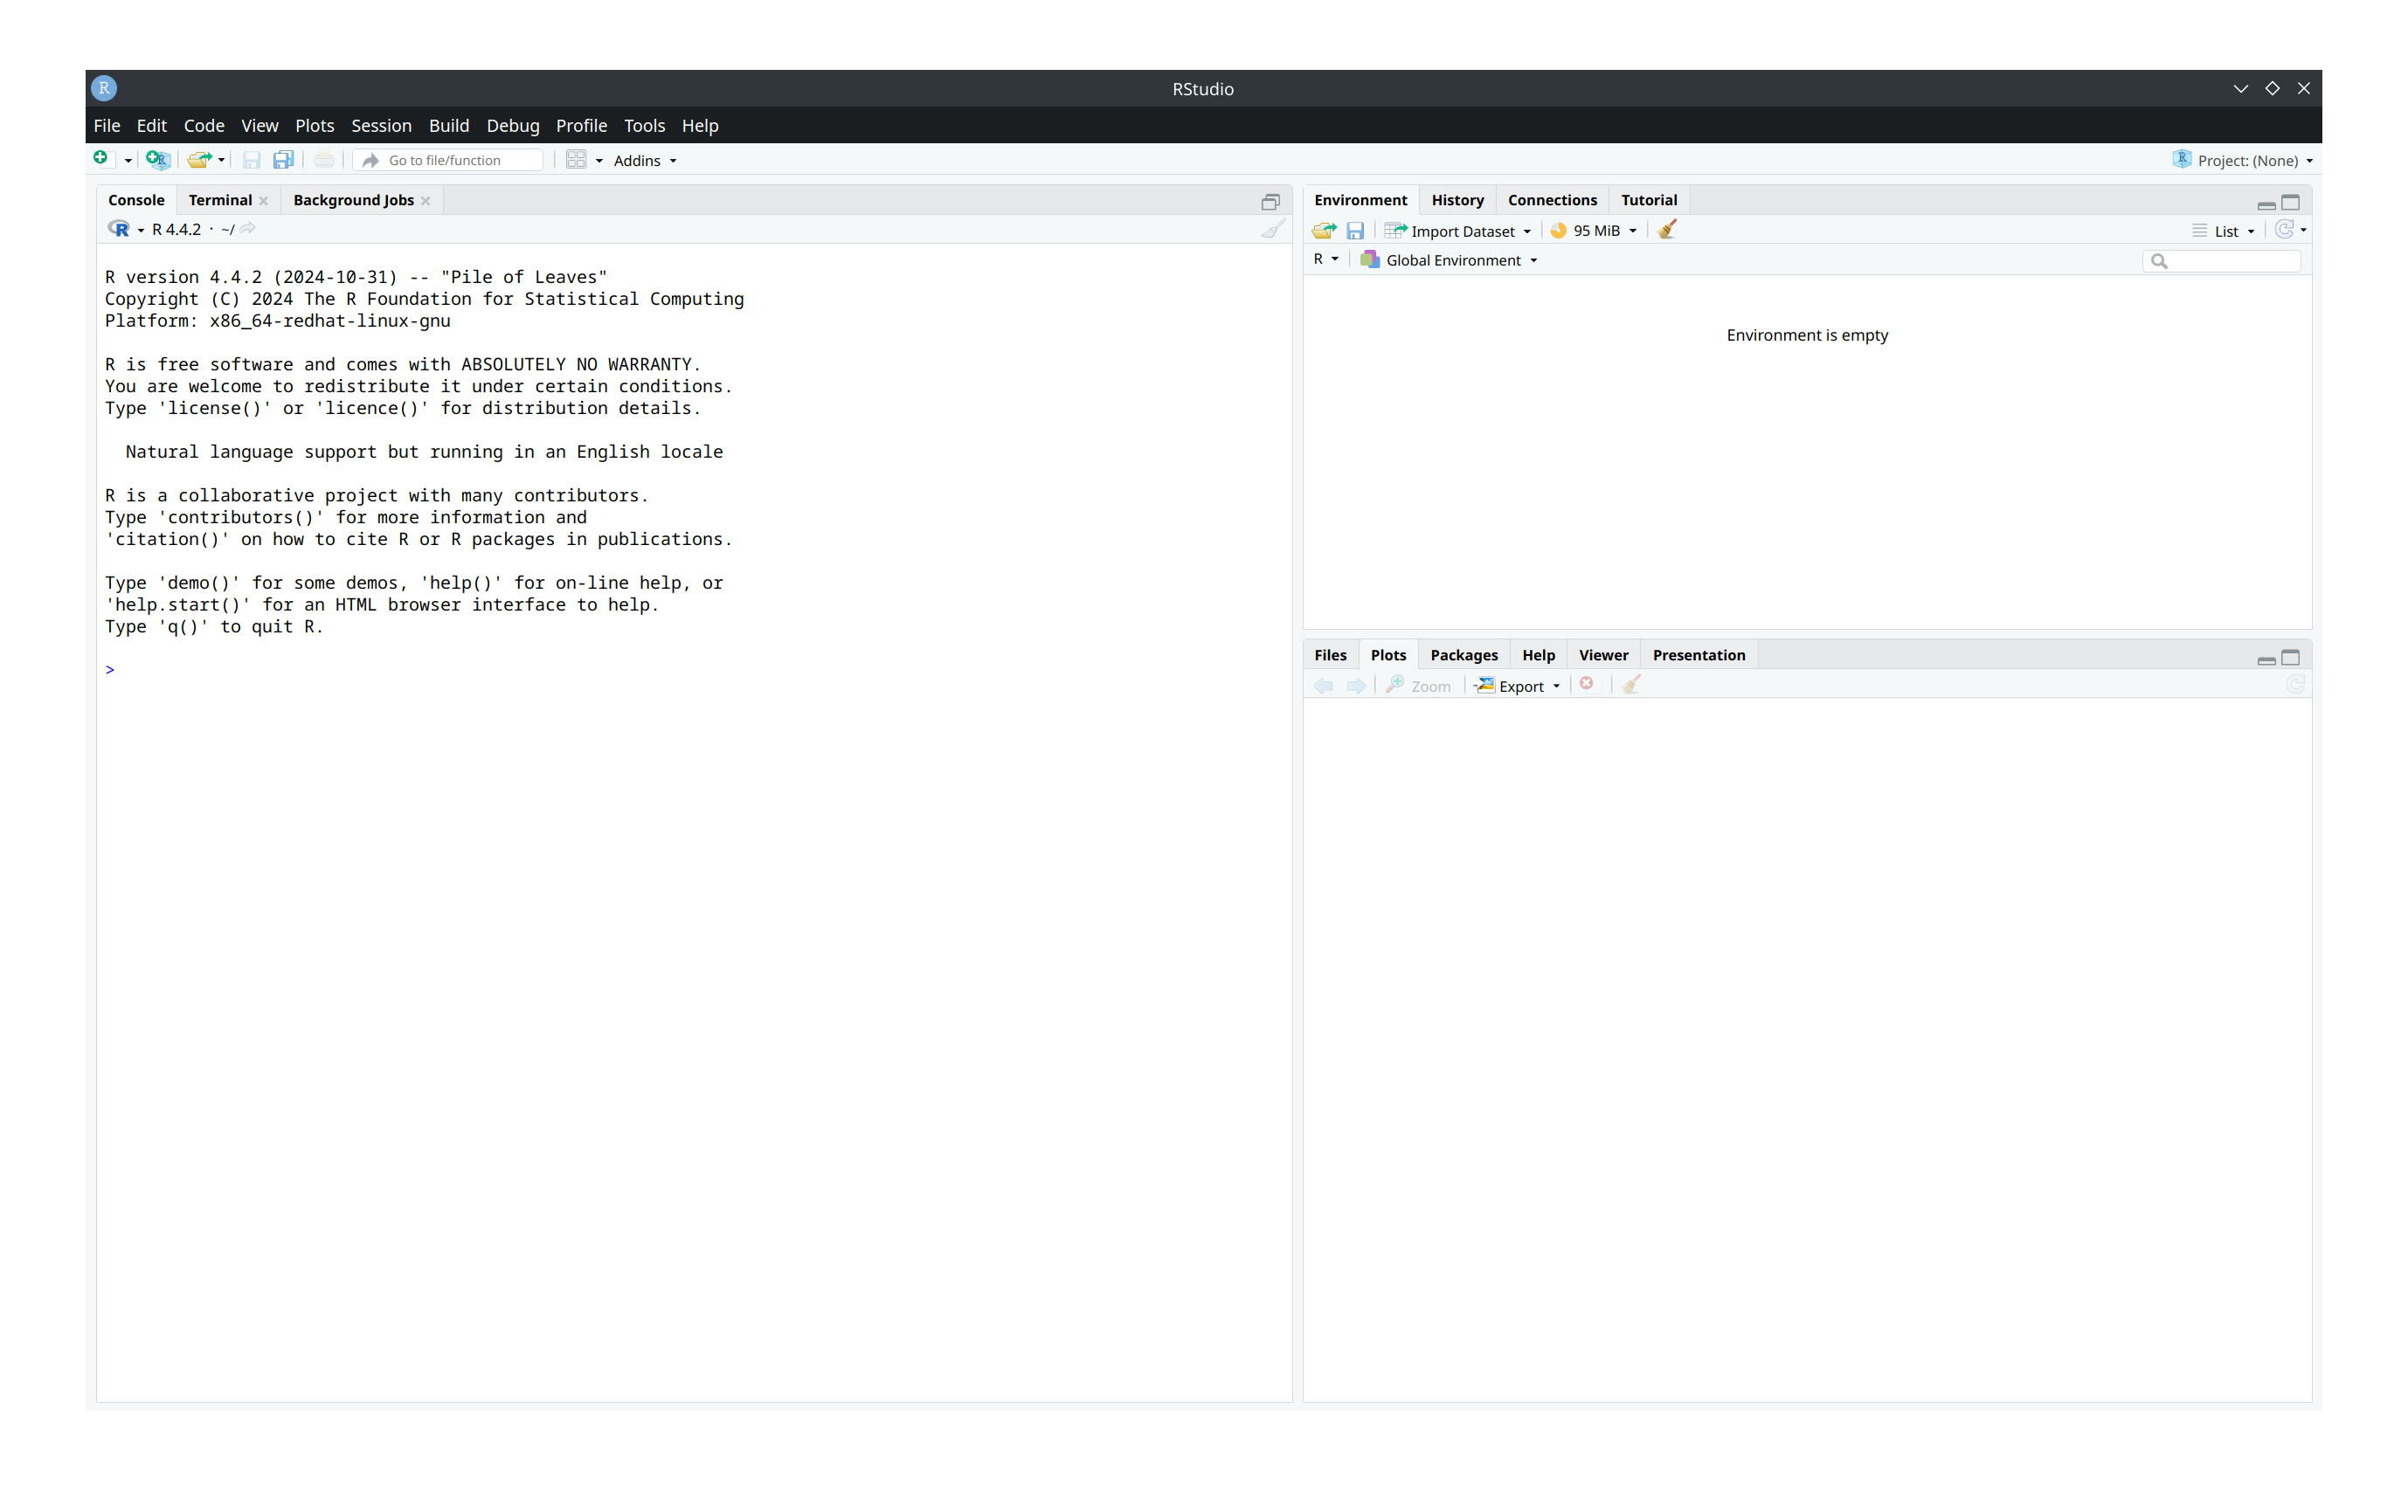 R
RStudio
File Edit Code View Plots Session Build Debug Profile Tools Help
Go to file/function Addins
R Project: (None)
Console Terminal Background Jobs
R R 4.4.2 · ~/
R version 4.4.2 (2024-10-31) -- "Pile of Leaves"
Copyright (C) 2024 The R Foundation for Statistical Computing
Platform: x86_64-redhat-linux-gnu
R is free software and comes with ABSOLUTELY NO WARRANTY.
You are welcome to redistribute it under certain conditions.
Type 'license()' or 'licence()' for distribution details.
Natural language support but running in an English locale
R is a collaborative project with many contributors.
Type 'contributors()' for more information and
'citation()' on how to cite R or R packages in publications.
Type 'demo()' for some demos, 'help()' for on-line help, or
'help.start()' for an HTML browser interface to help.
Type 'q()' to quit R.
>
Environment History Connections Tutorial
Import Dataset 95 MiB List
R Global Environment
Environment is empty
Files Plots Packages Help Viewer Presentation
Zoom Export